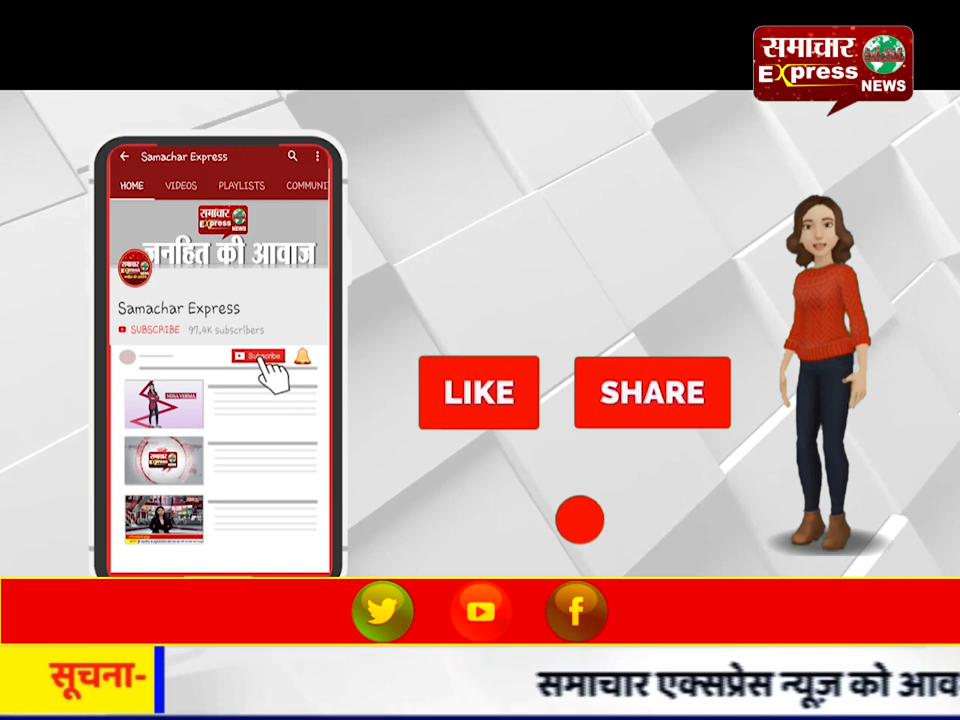 समाचार
Express
NEWS
Samachar Express
HOME VIDEOS PLAYLISTS COMMUNI
समाचार
Express
NEWS
जनहित की आवाज
Samachar Express
SUBSCRIBE 97.4K subscribers
Subscribe
LIKE SHARE
सूचना- समाचार एक्सप्रेस न्यूज़ को आव